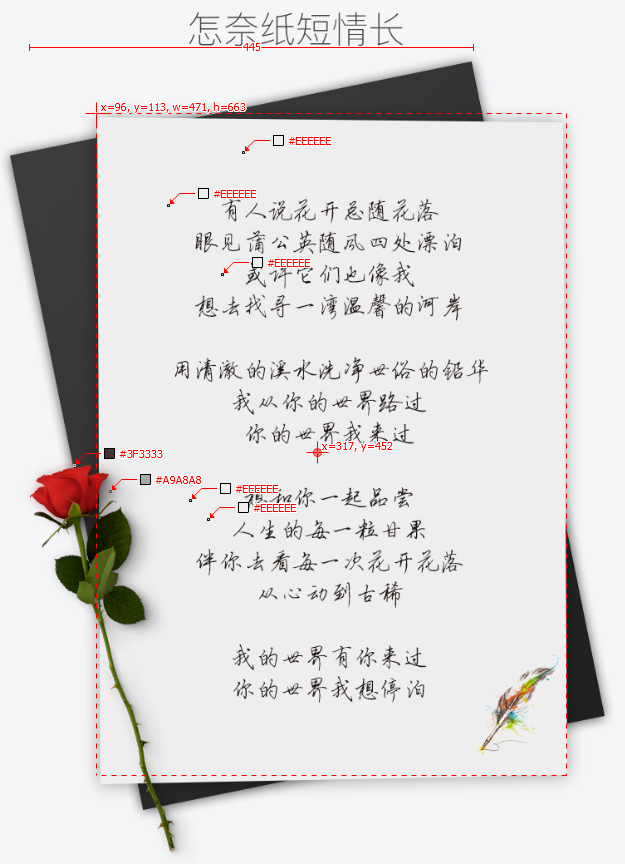 怎奈纸短情长
445
x=96, y=113, w=471, h=663
#EEEEEE
#EEEEEE
有人说花开总随花落
眼见蒲公英随风四处漂泊
#EEEEEE
或许它们也像我
想去找寻一湾温馨的河岸
用清澈的溪水洗净世俗的铅华
我从你的世界路过
你的世界我来过
x=317, y=452
#3F3333
#A9A8A8
#EEEEEE
想和你一起品尝
#EEEEEE
人生的每一粒甘果
伴你去看每一次花开花落
从心动到古稀
我的世界有你来过
你的世界我想停泊